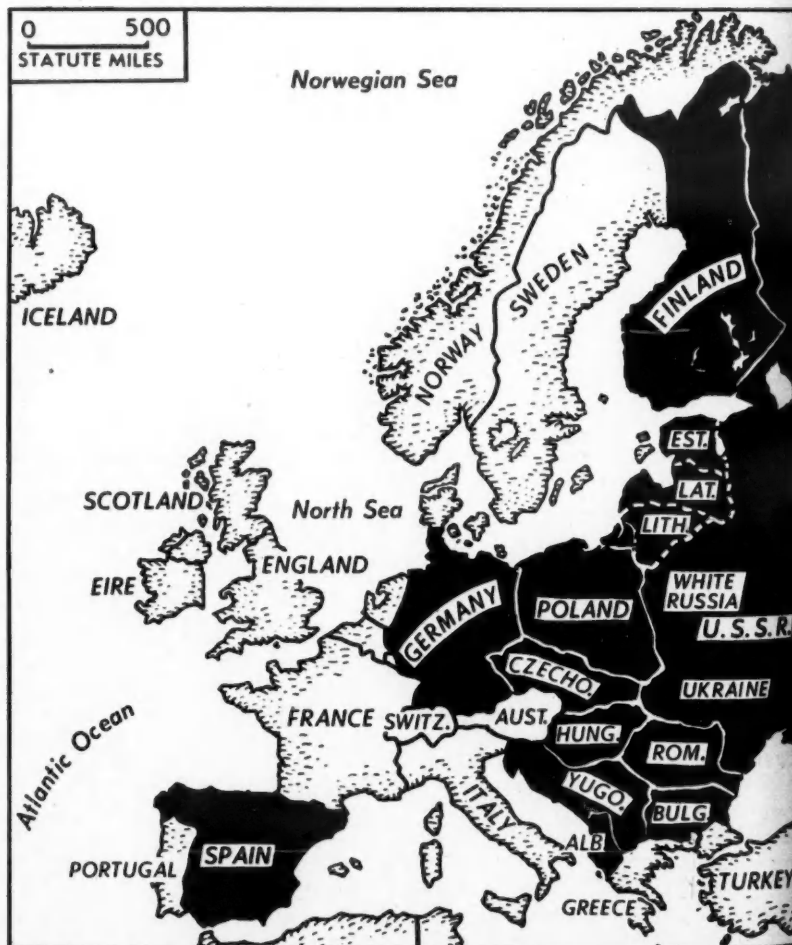 0 500
STATUTE MILES
Norwegian Sea
ICELAND
NORWAY
SWEDEN
FINLAND
EST.
LAT.
LITH.
SCOTLAND
North Sea
EIRE
ENGLAND
WHITE
RUSSIA
U.S.S.R.
GERMANY
POLAND
CZECHO.
UKRAINE
Atlantic Ocean
FRANCE
SWITZ.
AUST.
HUNG.
ROM.
YUGO.
BULG.
ITALY
ALB.
PORTUGAL
SPAIN
GREECE
TURKEY